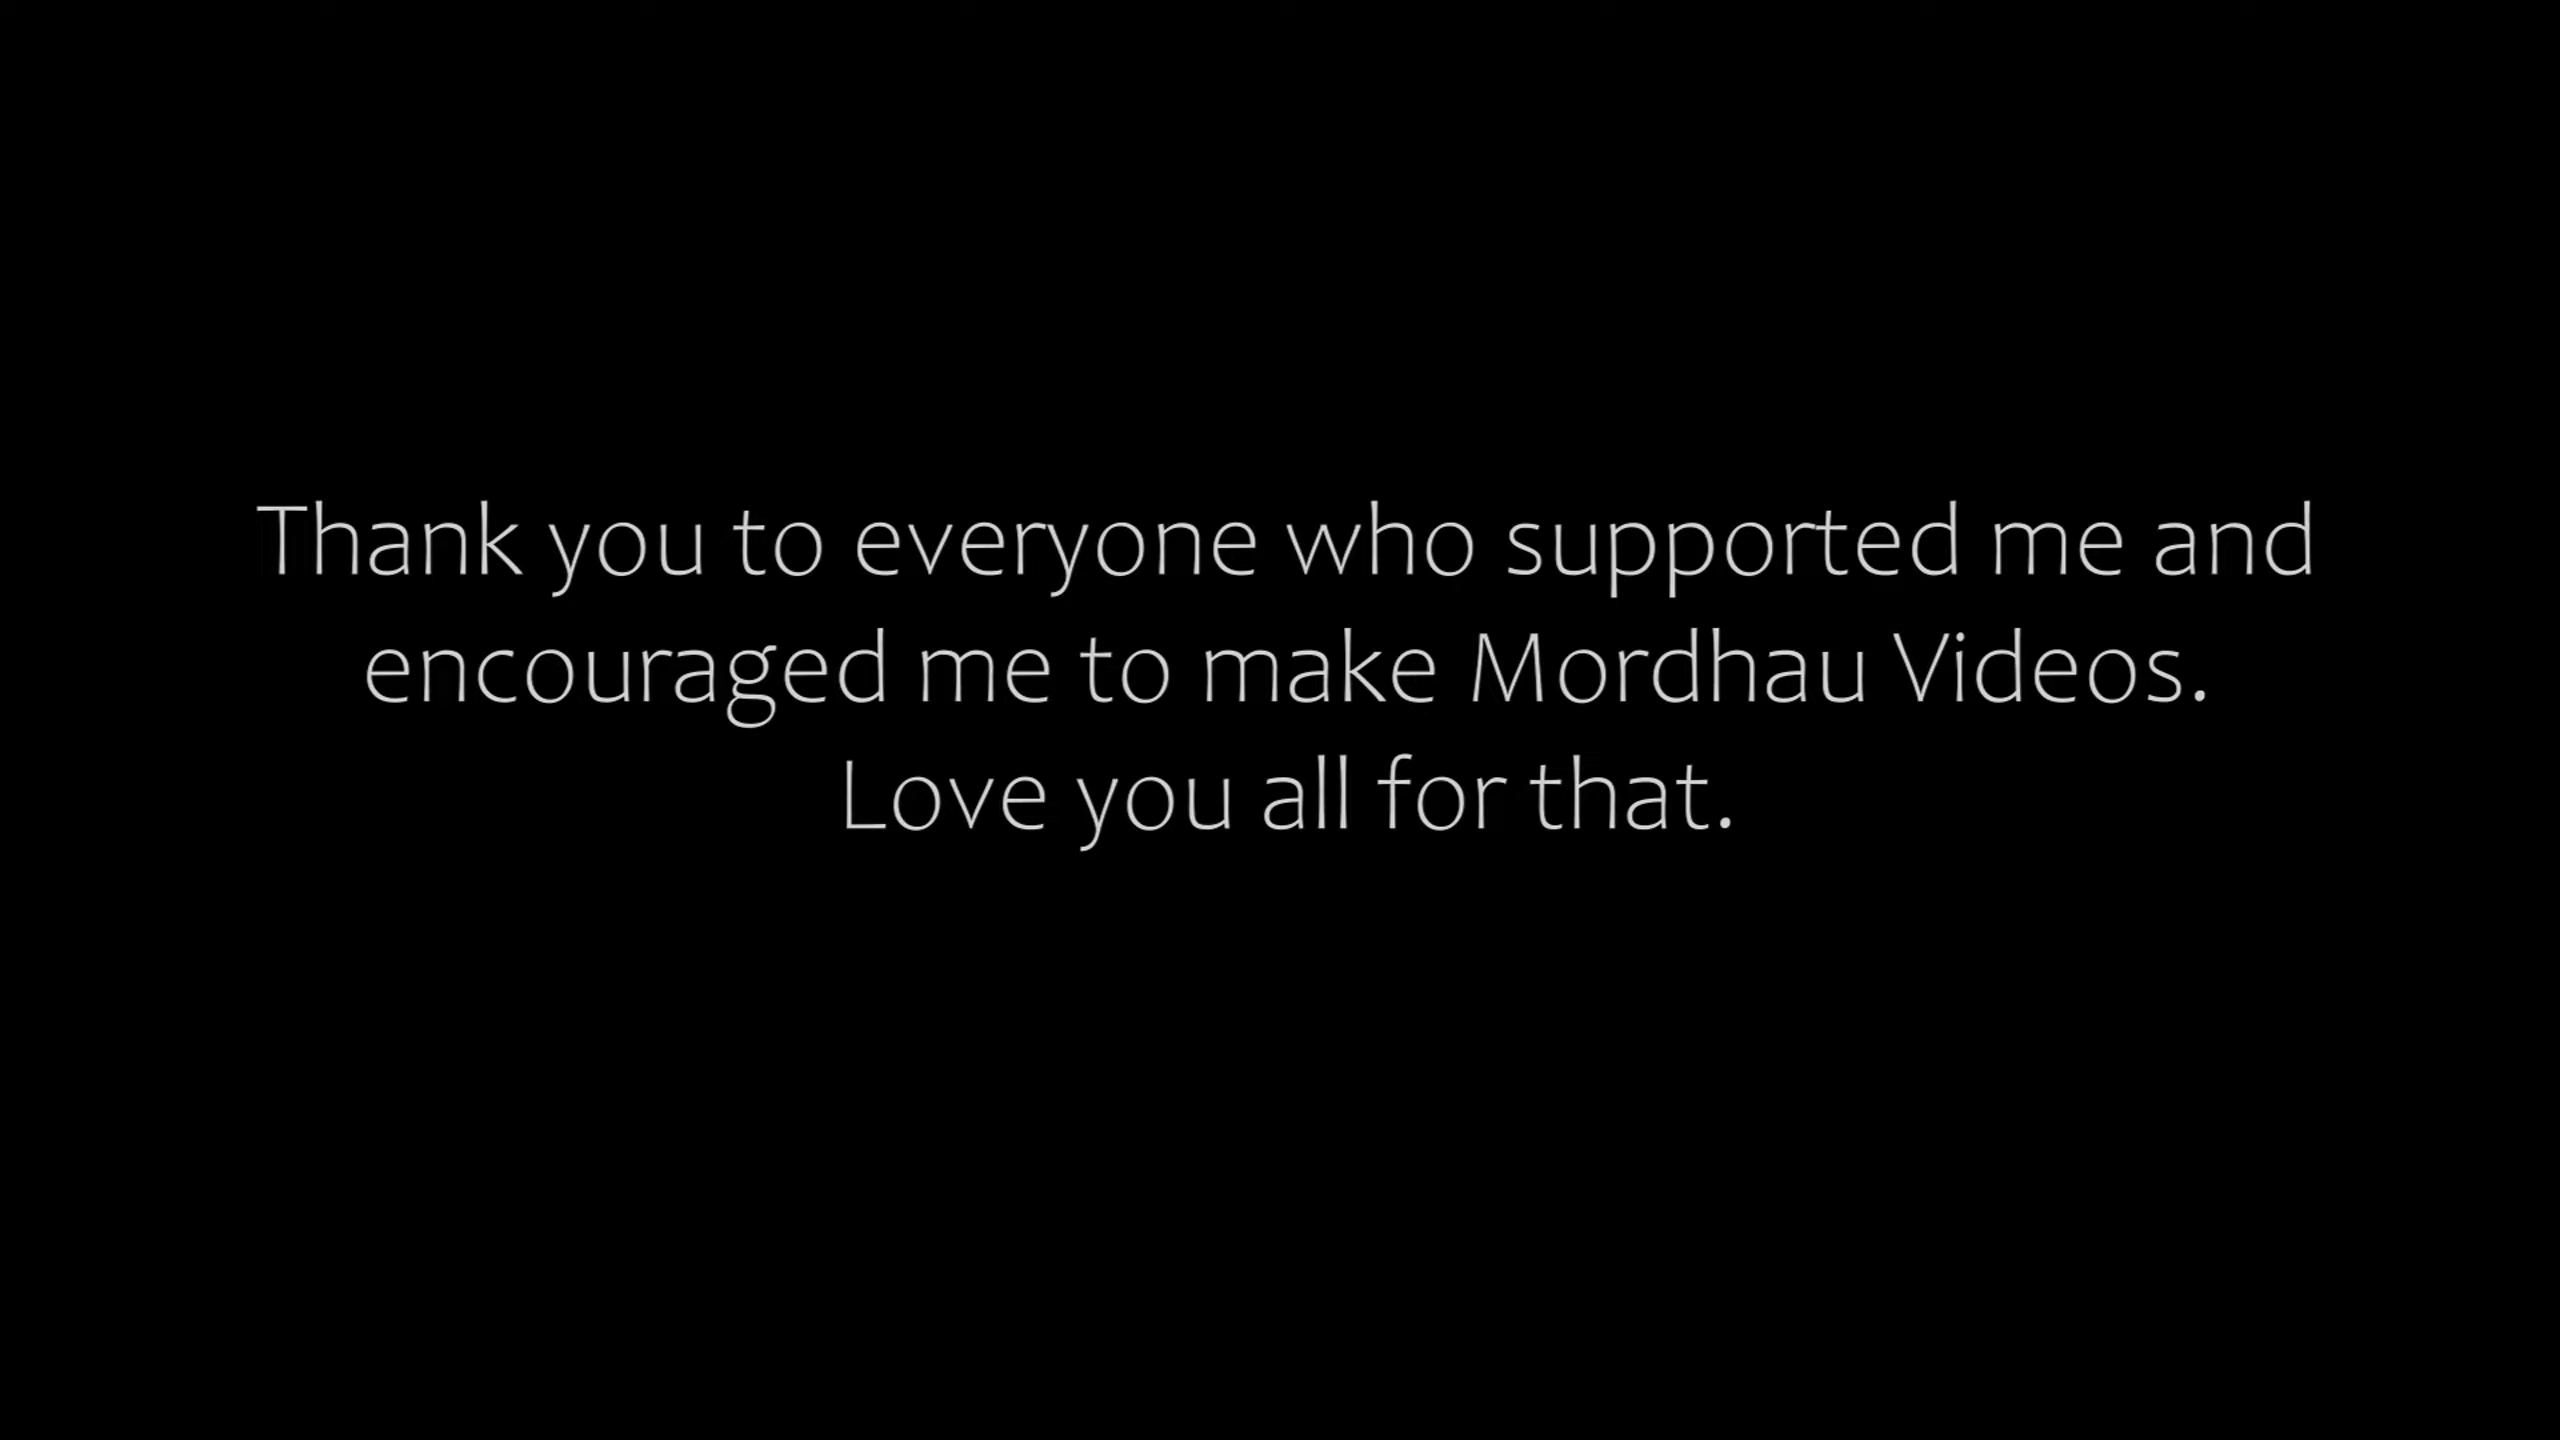 Thank you to everyone who supported me and
encouraged me to make Mordhau Videos.
Love you all for that.